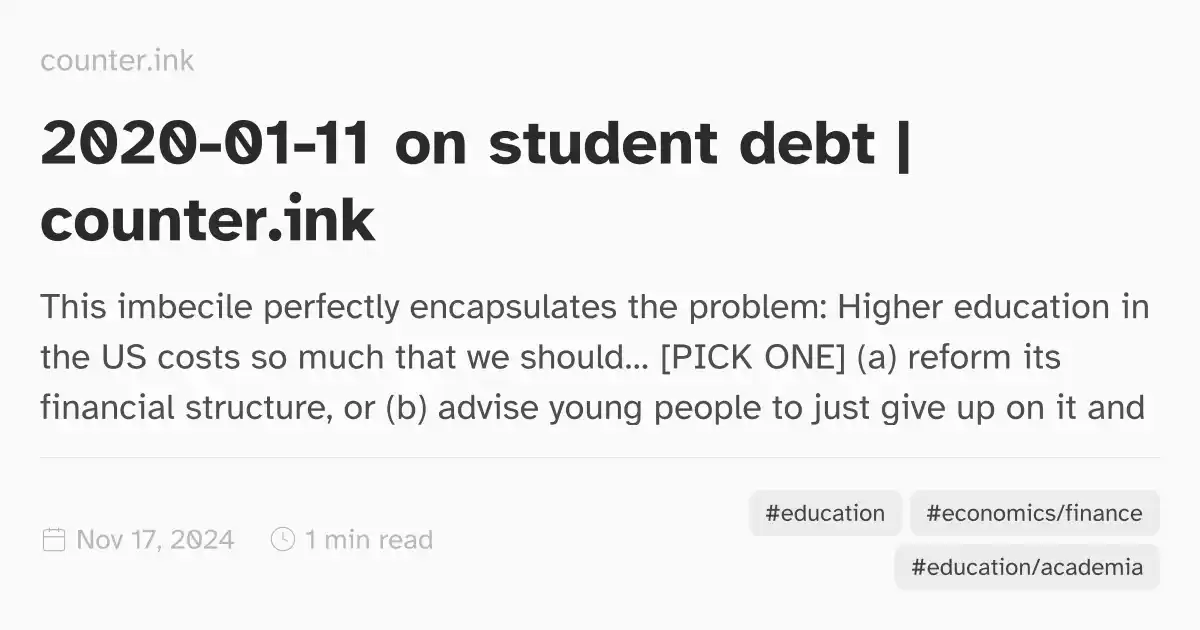 counter.ink
2020-01-11 on student debt |
counter.ink
This imbecile perfectly encapsulates the problem: Higher education in
the US costs so much that we should... [PICK ONE] (a) reform its
financial structure, or (b) advise young people to just give up on it and
Nov 17, 2024
1 min read
#education
#economics/finance
#education/academia